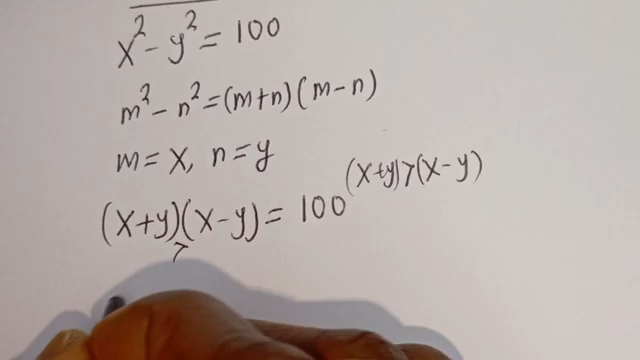 x² - y² = 100
m² - n² = (m+n)(m-n)
m = x, n = y
(x+y)>(x-y)
(x+y)(x-y) = 100
>